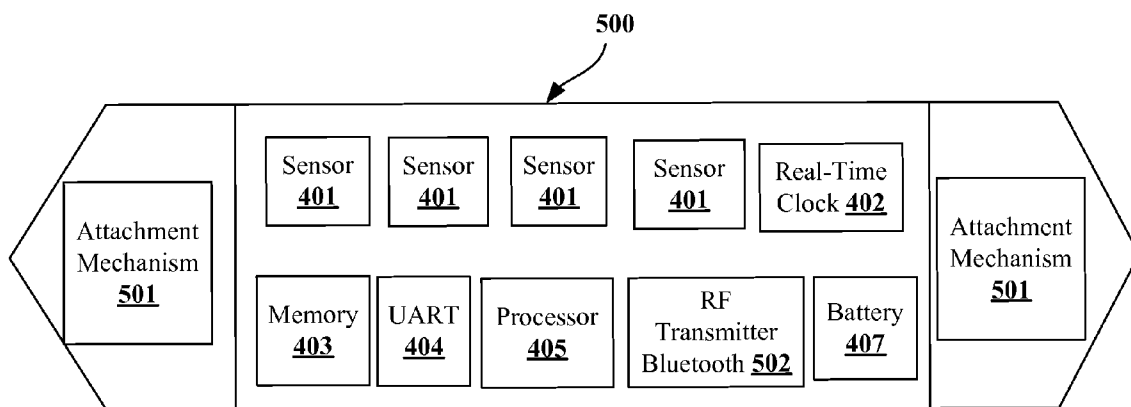 500
Sensor
401
Sensor
401
Sensor
401
Sensor
401
Real-Time
Clock 402
Attachment
Mechanism
501
Attachment
Mechanism
501
Memory
403
UART
404
Processor
405
RF
Transmitter
Bluetooth 502
Battery
407